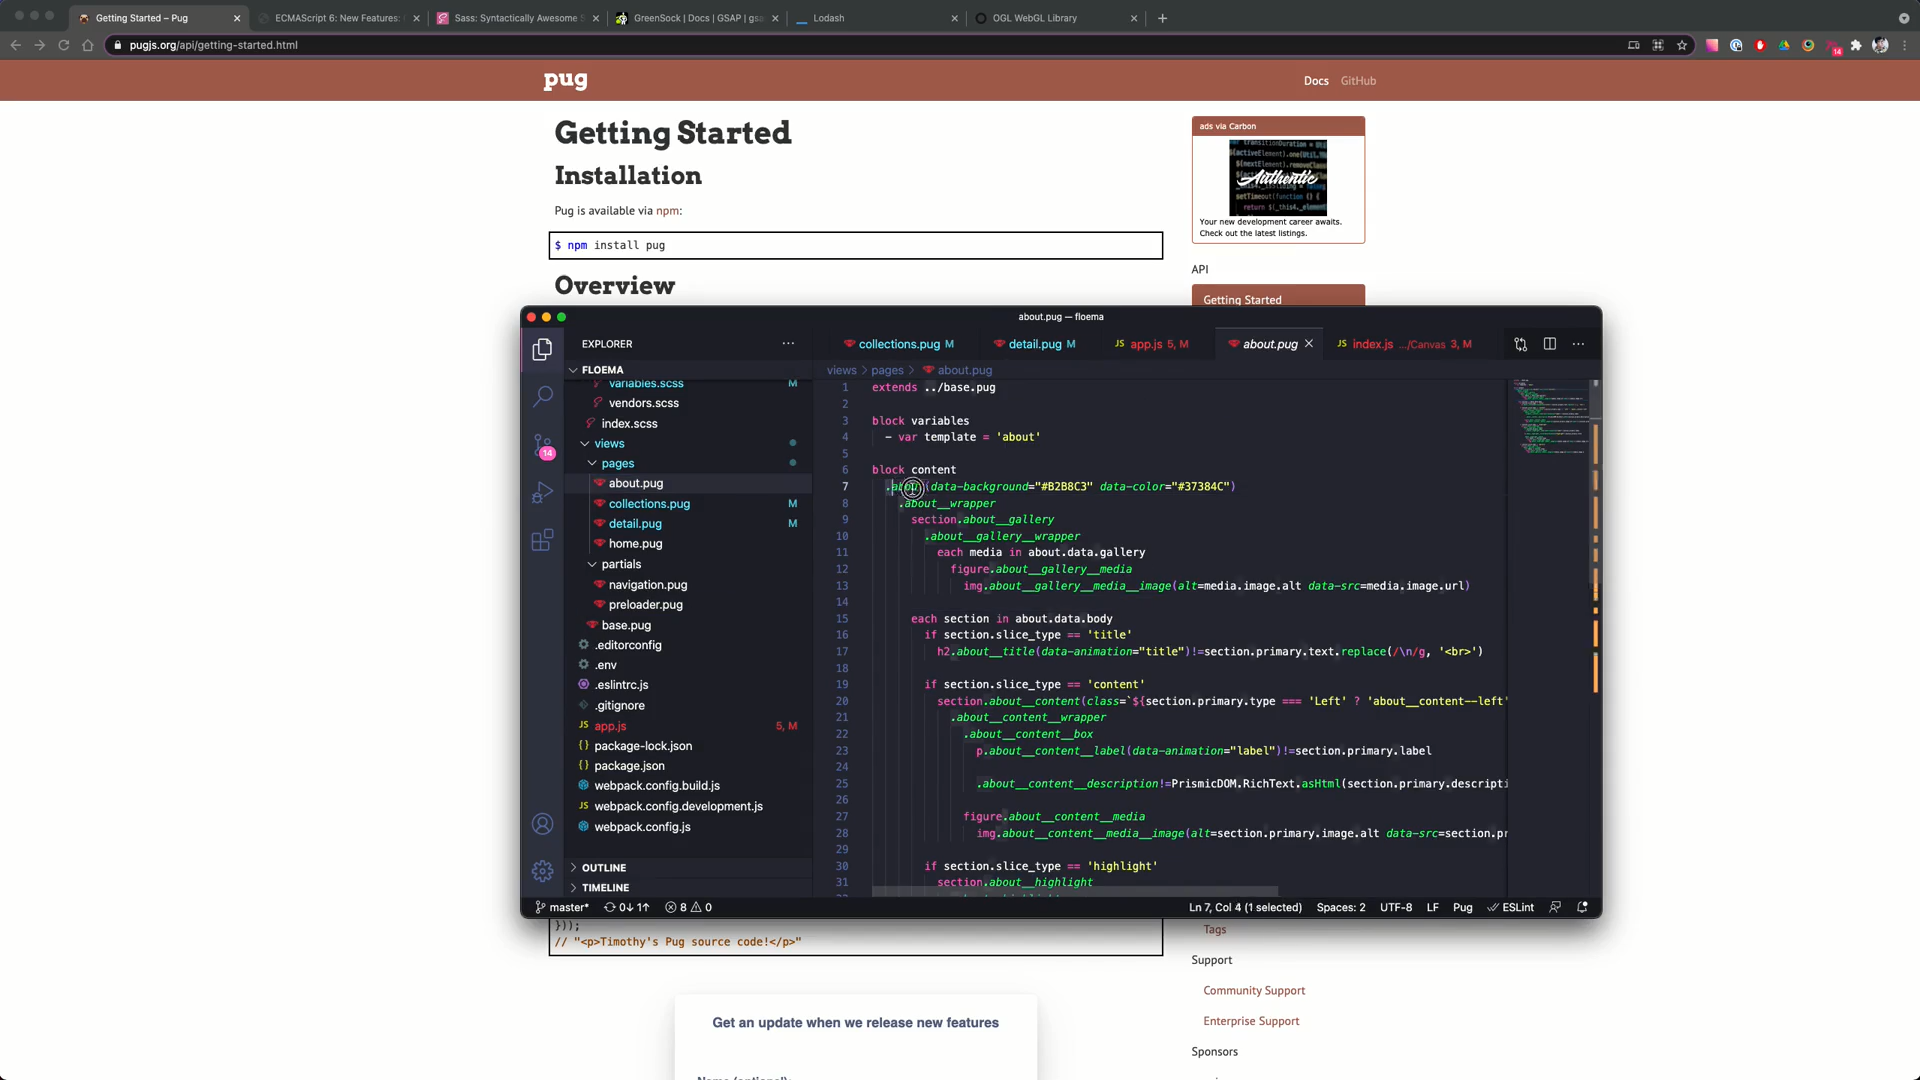 Getting Started – Pug
ECMAScript 6: New Features:
Sass: Syntactically Awesome
GreenSock | Docs | GSAP | gsa
Lodash
OGL WebGL Library
pugjs.org/api/getting-started.html
14
pug
Docs
GitHub
Getting Started
Installation
Pug is available via npm:
$ npm install pug
Overview
ads via Carbon
Authentic
Your new development career awaits.
Check out the latest listings.
API
Getting Started
about.pug — floema
EXPLORER
FLOEMA
variables.scss M
vendors.scss
index.scss
views
pages
about.pug
collections.pug M
detail.pug M
home.pug
partials
navigation.pug
preloader.pug
base.pug
.editorconfig
.env
.eslintrc.js
.gitignore
JS app.js 5, M
{} package-lock.json
{} package.json
webpack.config.build.js
JS webpack.config.development.js
webpack.config.js
OUTLINE
TIMELINE
14
collections.pug M
detail.pug M
JS app.js 5, M
about.pug
JS index.js .../Canvas 3, M
views > pages > about.pug
1 extends ../base.pug
2
3 block variables
4 - var template = 'about'
5
6 block content
7 .about(data-background="#B2B8C3" data-color="#37384C")
8 .about__wrapper
9 section.about__gallery
10 .about__gallery__wrapper
11 each media in about.data.gallery
12 figure.about__gallery__media
13 img.about__gallery__media__image(alt=media.image.alt data-src=media.image.url)
14
15 each section in about.data.body
16 if section.slice_type == 'title'
17 h2.about__title(data-animation="title")!=section.primary.text.replace(/\n/g, '<br>')
18
19 if section.slice_type == 'content'
20 section.about__content(class=`${section.primary.type === 'Left' ? 'about__content--left'
21 .about__content__wrapper
22 .about__content__box
23 p.about__content__label(data-animation="label")!=section.primary.label
24
25 .about__content__description!=PrismicDOM.RichText.asHtml(section.primary.descripti
26
27 figure.about__content__media
28 img.about__content__media__image(alt=section.primary.image.alt data-src=section.pr
29
30 if section.slice_type == 'highlight'
31 section.about__highlight
master* 0↓ 1↑ 8 0
Ln 7, Col 4 (1 selected) Spaces: 2 UTF-8 LF Pug ESLint
}));
// "<p>Timothy's Pug source code!</p>"
Tags
Support
Community Support
Enterprise Support
Sponsors
Get an update when we release new features